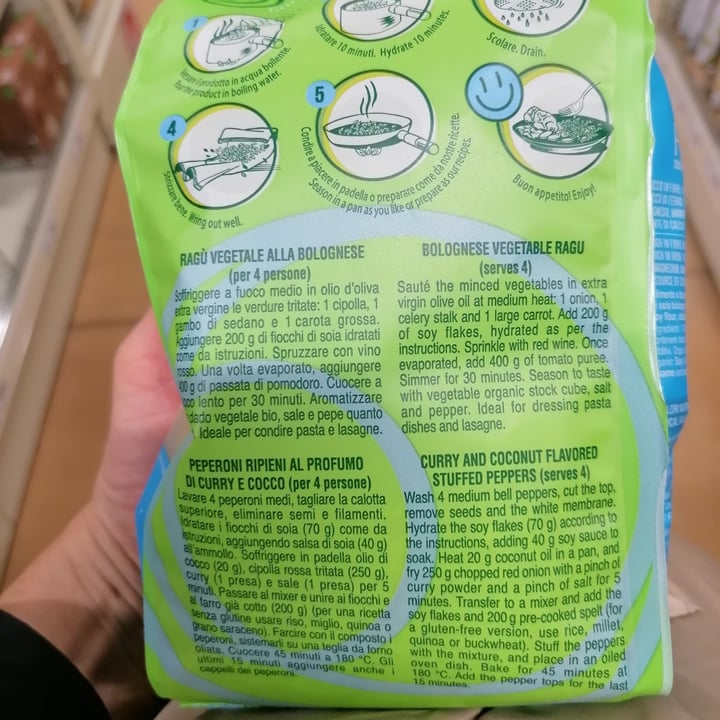 1
Versare il prodotto in acqua bollente.
Pour the product in boiling water.
Idratare 10 minuti. Hydrate 10 minutes.
Scolare. Drain.
4
Strizzare bene. Wring out well.
5
Condire a piacere in padella o preparare come da nostre ricette.
Season in a pan as you like or prepare as our recipes.
Buon appetito! Enjoy!
RAGÙ VEGETALE ALLA BOLOGNESE
(per 4 persone)
Soffriggere a fuoco medio in olio d'oliva
extra vergine le verdure tritate: 1 cipolla, 1
gambo di sedano e 1 carota grossa.
Aggiungere 200 g di fiocchi di soia idratati
come da istruzioni. Spruzzare con vino
rosso. Una volta evaporato, aggiungere
400 g di passata di pomodoro. Cuocere a
fuoco lento per 30 minuti. Aromatizzare
dado vegetale bio, sale e pepe quanto
Ideale per condire pasta e lasagne.
BOLOGNESE VEGETABLE RAGU
(serves 4)
Sauté the minced vegetables in extra
virgin olive oil at medium heat: 1 onion, 1
celery stalk and 1 large carrot. Add 200 g
of soy flakes, hydrated as per the
instructions. Sprinkle with red wine. Once
evaporated, add 400 g of tomato puree.
Simmer for 30 minutes. Season to taste
with vegetable organic stock cube, salt
and pepper. Ideal for dressing pasta
dishes and lasagne.
PEPERONI RIPIENI AL PROFUMO
DI CURRY E COCCO (per 4 persone)
Lavare 4 peperoni medi, tagliare la calotta
superiore, eliminare semi e filamenti.
Idratare i fiocchi di soia (70 g) come da
istruzioni, aggiungendo salsa di soia (40 g)
all'ammollo. Soffriggere in padella olio di
cocco (20 g), cipolla rossa tritata (250 g),
curry (1 presa) e sale (1 presa) per 5
minuti. Passare al mixer e unire ai fiocchi e
al farro già cotto (200 g) (per una ricetta
senza glutine usare riso, miglio, quinoa o
grano saraceno). Farcire con il composto i
peperoni, sistemarli su una teglia da forno
oliata. Cuocere 45 minuti a 180 °C. Gli
ultimi 15 minuti aggiungere anche i
cappelli dei peperoni.
CURRY AND COCONUT FLAVORED
STUFFED PEPPERS (serves 4)
Wash 4 medium bell peppers, cut the top,
remove seeds and the white membrane.
Hydrate the soy flakes (70 g) according to
the instructions, adding 40 g soy sauce to
soak. Heat 20 g coconut oil in a pan, and
fry 250 g chopped red onion with a pinch of
curry powder and a pinch of salt for 5
minutes. Transfer to a mixer and add the
soy flakes and 200 g pre-cooked spelt (for
a gluten-free version, use rice, millet,
quinoa or buckwheat). Stuff the peppers
with the mixture, and place in an oiled
oven dish. Bake for 45 minutes at
180 °C. Add the pepper tops for the last
15 minutes.